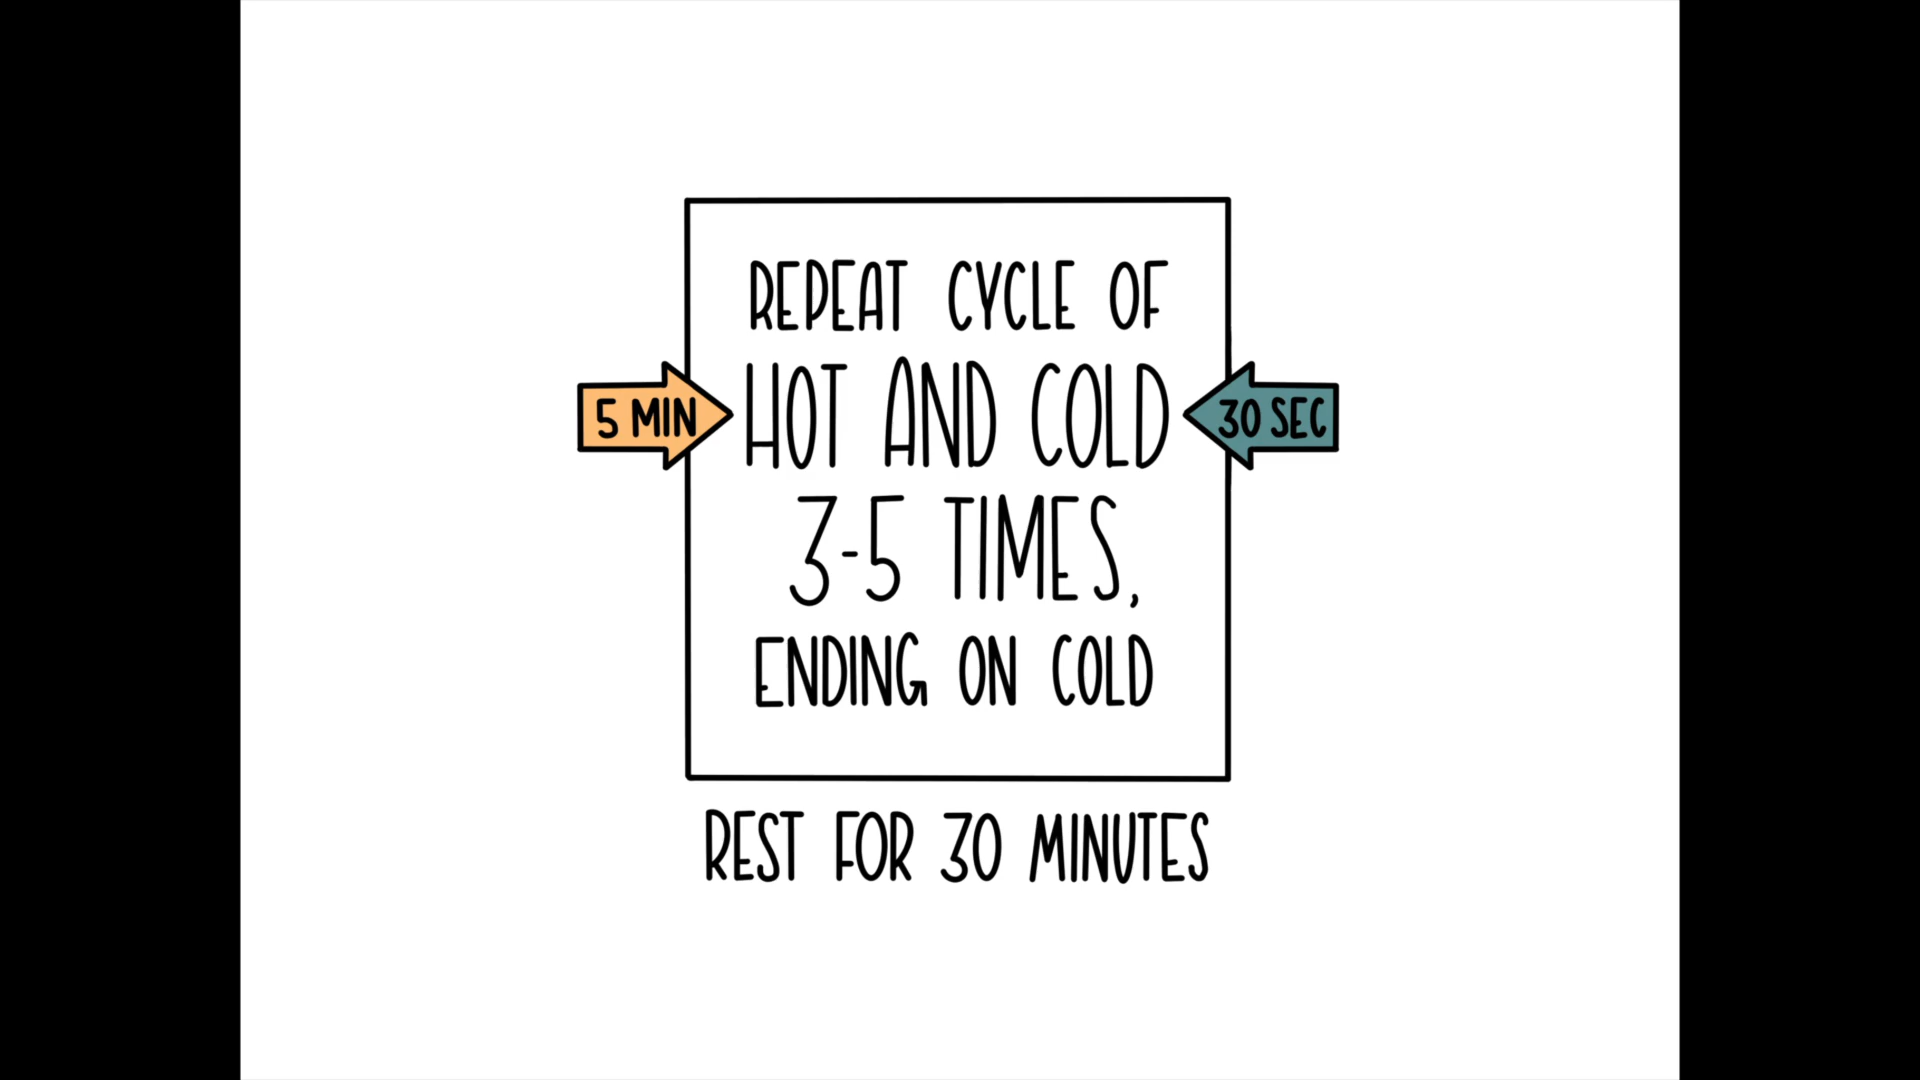 REPEAT CYCLE OF
5 MIN
HOT AND COLD
30 SEC
3-5 TIMES,
ENDING ON COLD
REST FOR 30 MINUTES